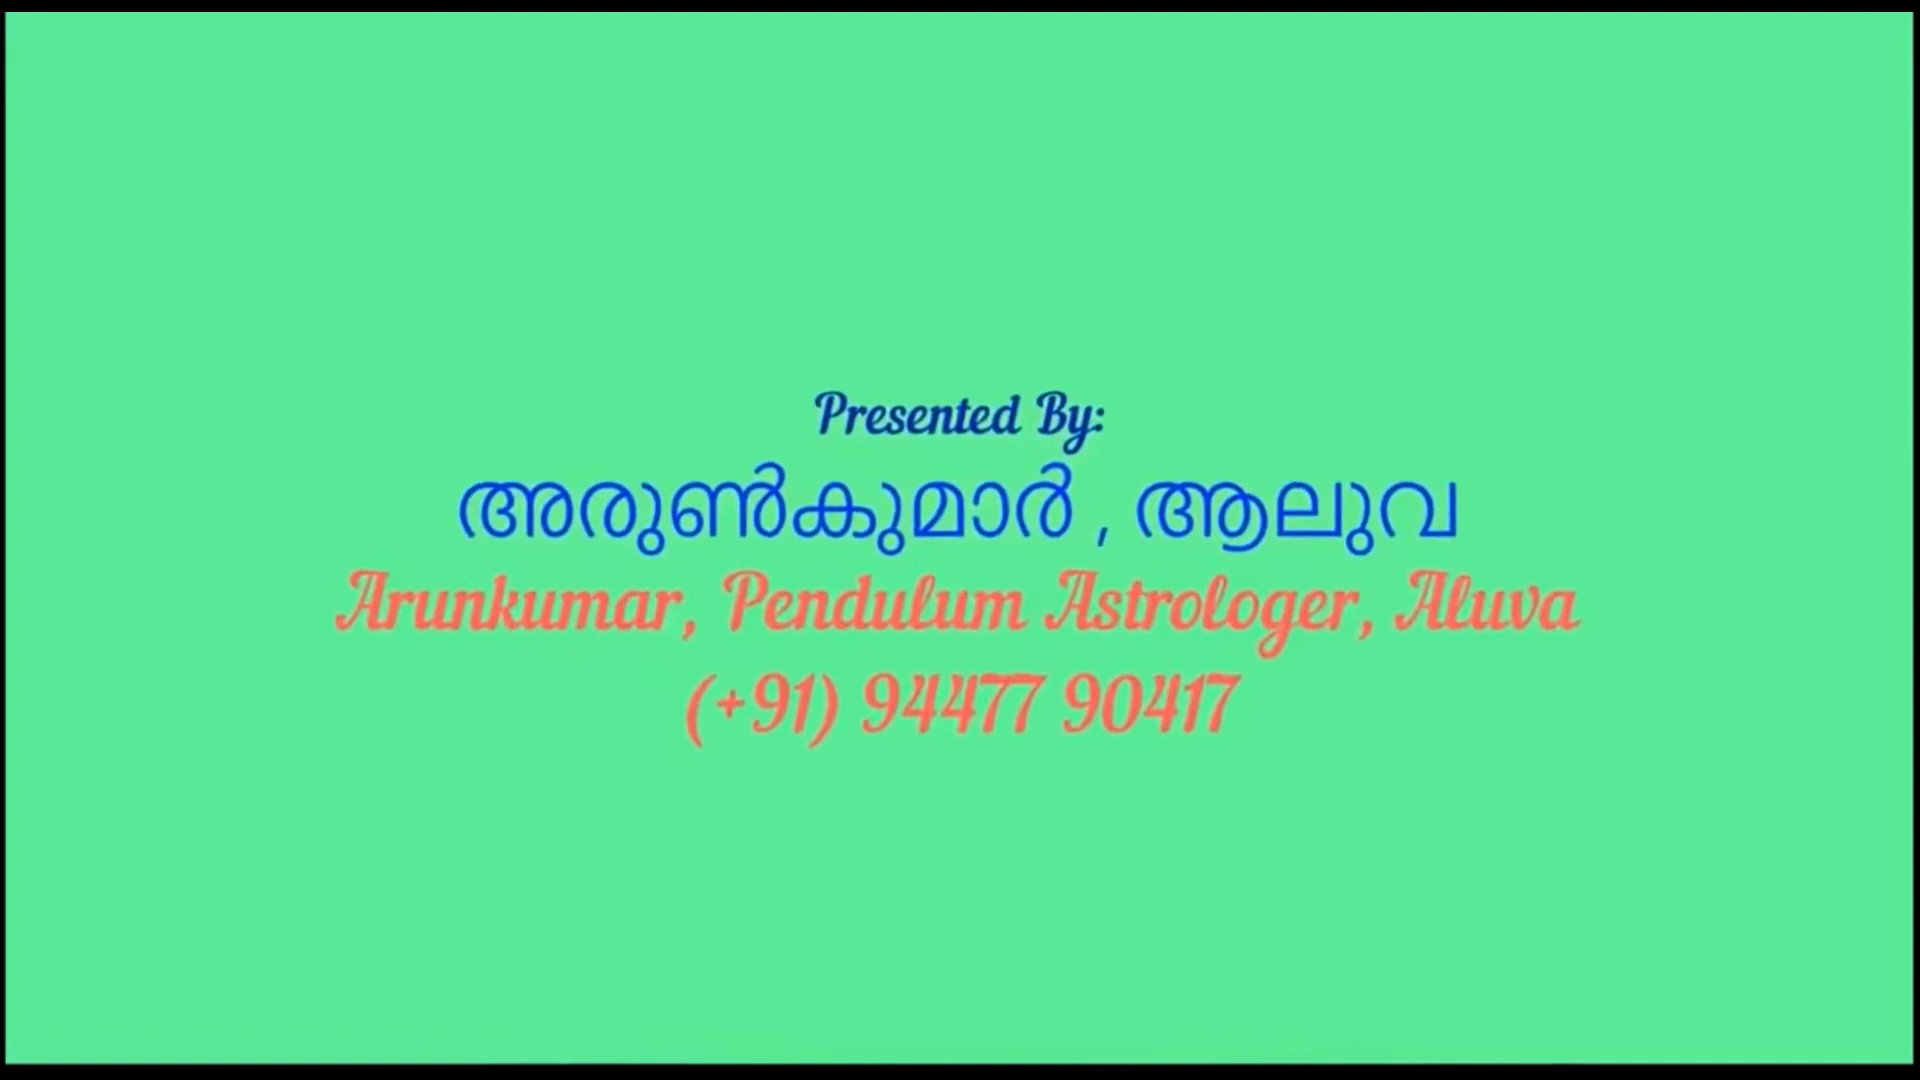 Presented By:
അരുൺകുമാർ , ആലുവ
Arunkumar, Pendulum Astrologer, Aluva
(+91) 94477 90417